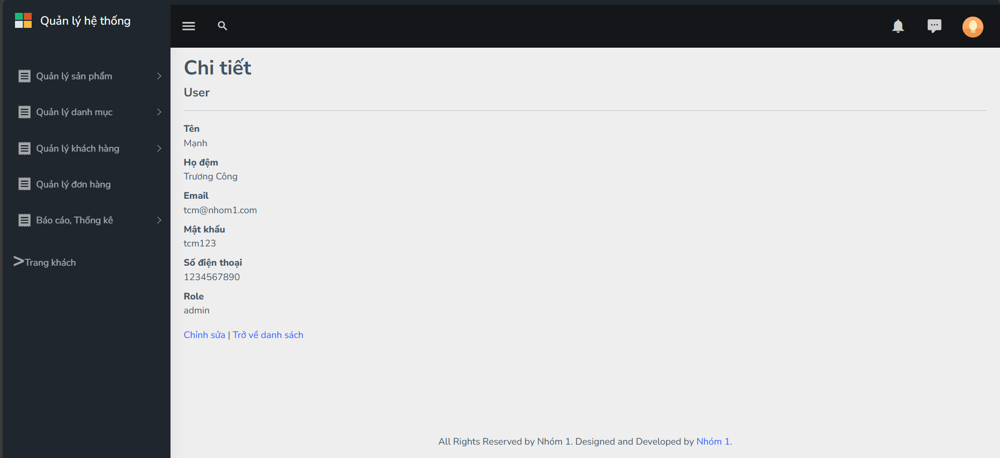 Quản lý hệ thống
Quản lý sản phẩm
Quản lý danh mục
Quản lý khách hàng
Quản lý đơn hàng
Báo cáo, Thống kê
>Trang khách
Chi tiết
User
Tên
Mạnh
Họ đệm
Trương Công
Email
tcm@nhom1.com
Mật khẩu
tcm123
Số điện thoại
1234567890
Role
admin
Chỉnh sửa | Trở về danh sách
All Rights Reserved by Nhóm 1. Designed and Developed by Nhóm 1.